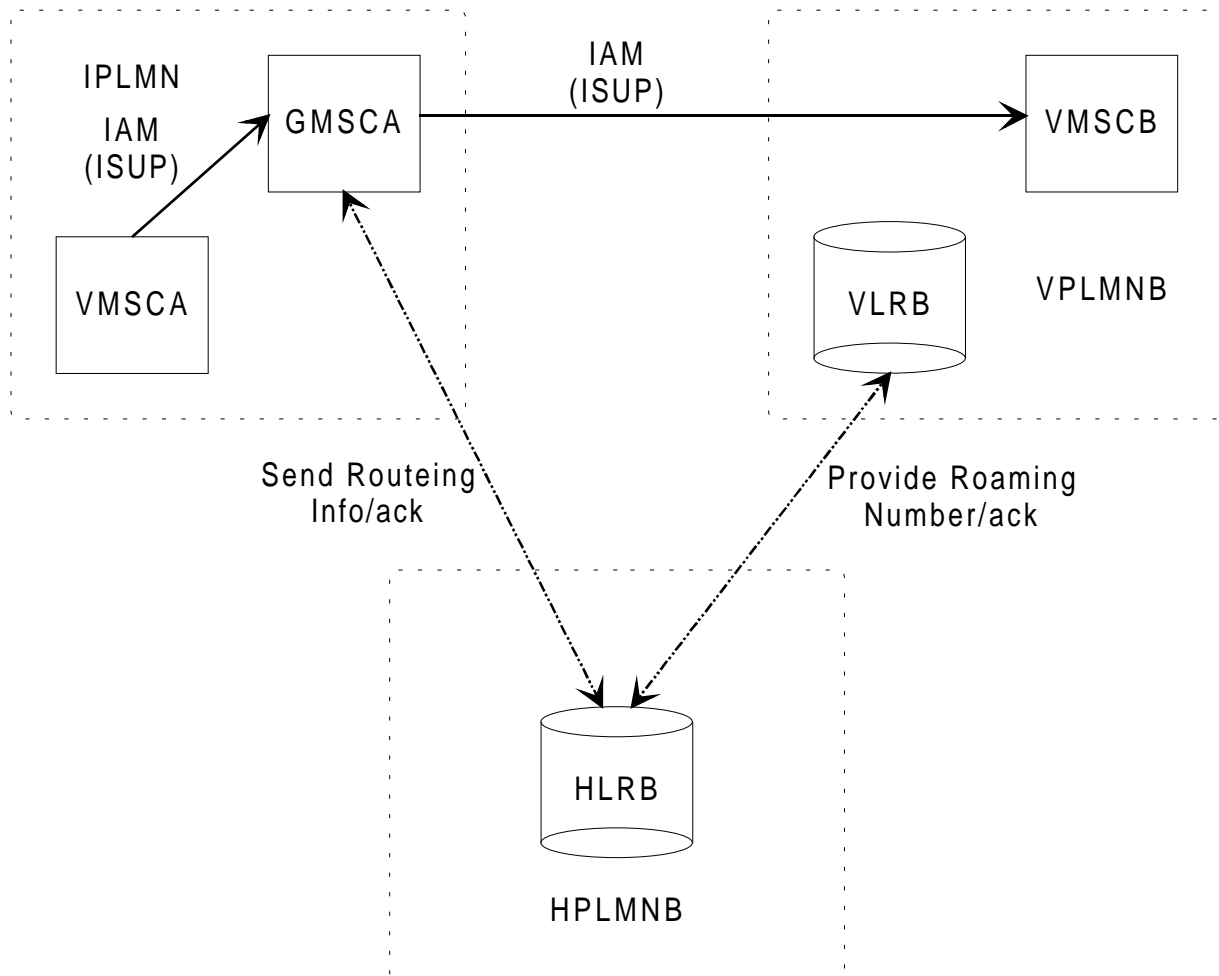 IPLMN
IAM
(ISUP)
GMSCA
VMSCA
IAM
(ISUP)
VMSCB
VLRB
VPLMNB
Send Routeing
Info/ack
Provide Roaming
Number/ack
HLRB
HPLMNB